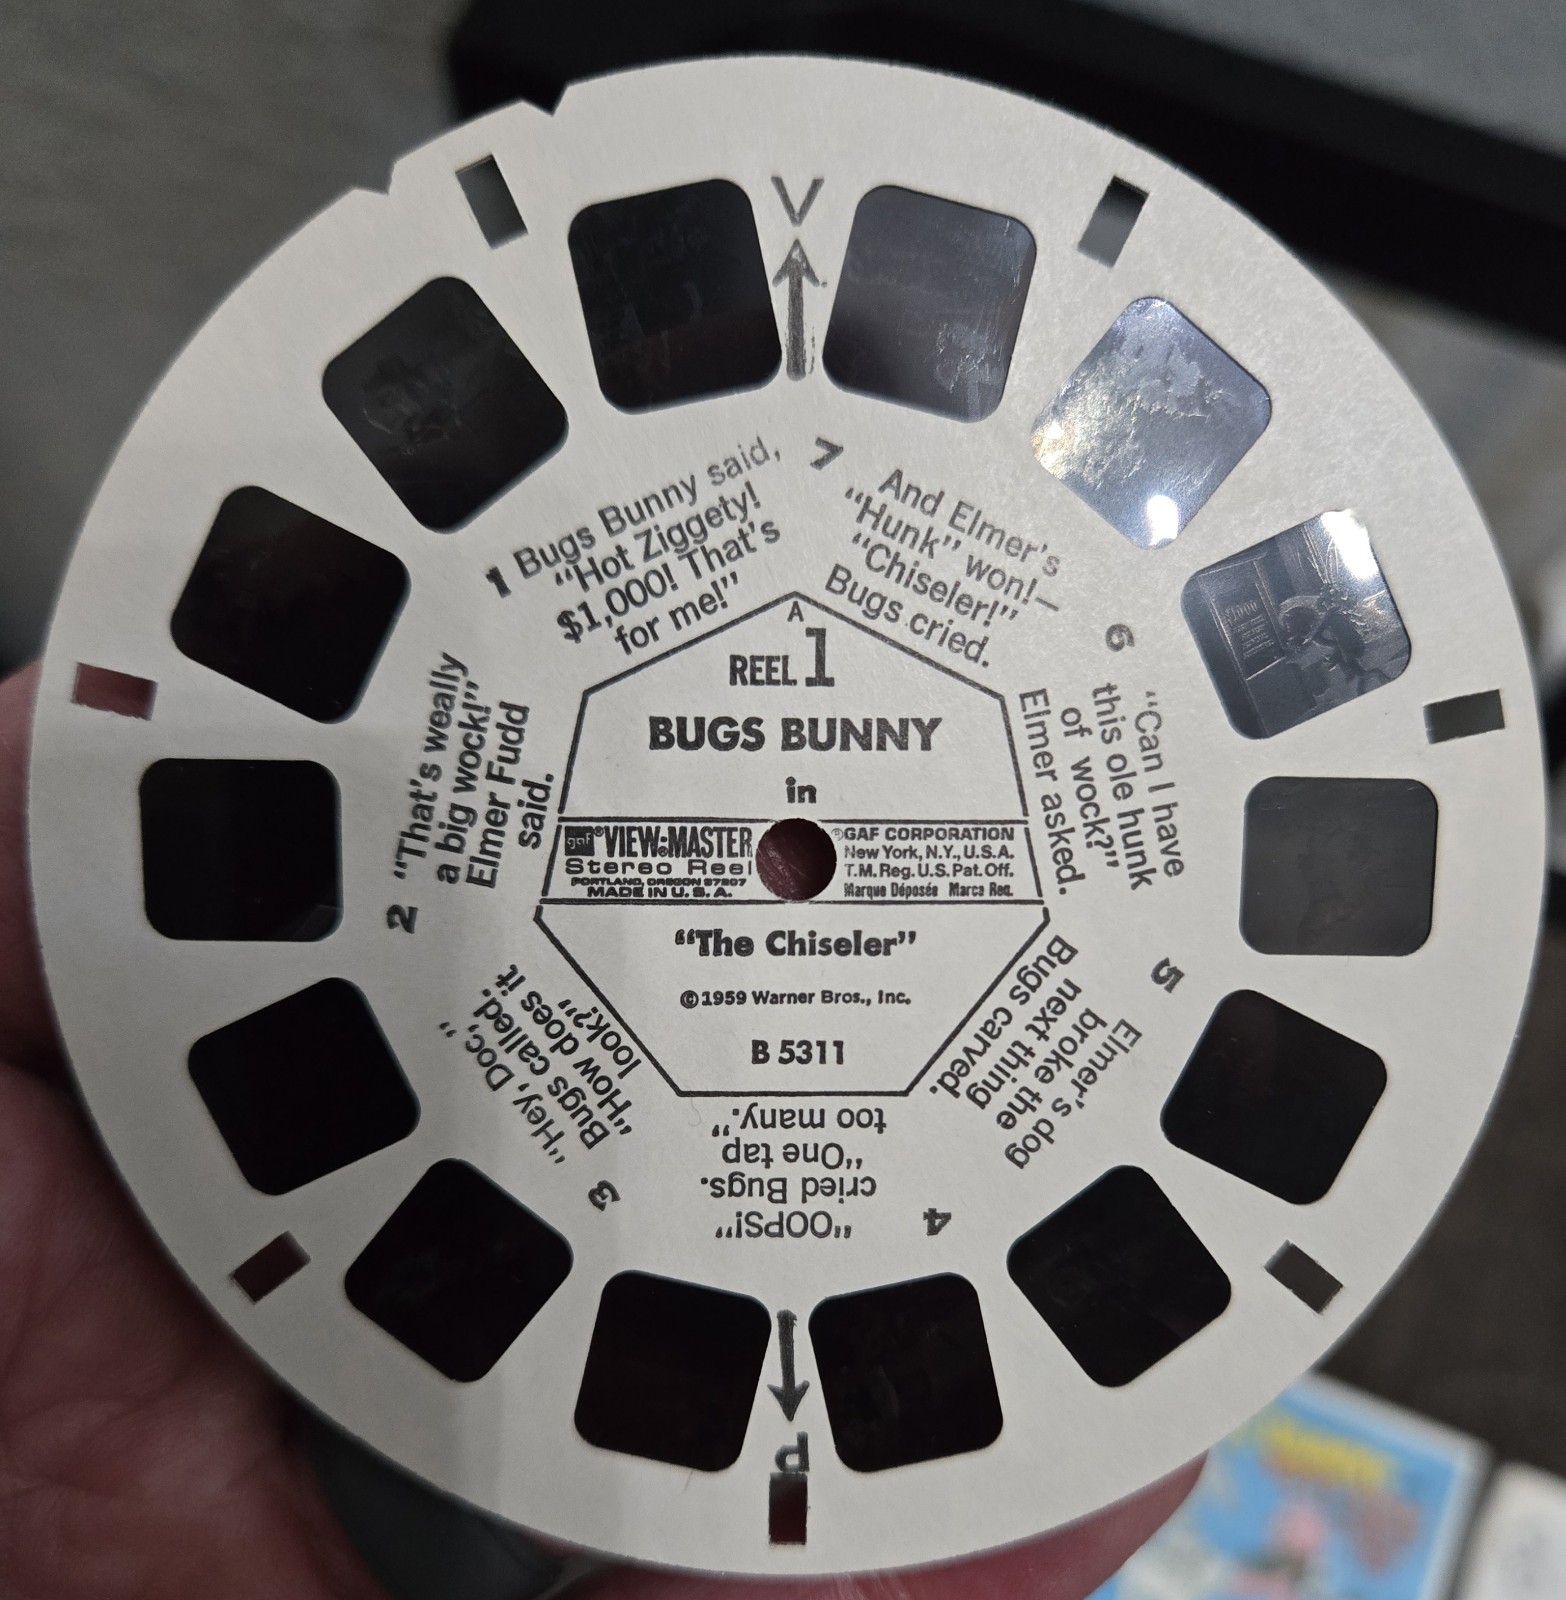 V
A
REEL 1
BUGS BUNNY
in
gaf ® VIEW-MASTER
Stereo Reel
PORTLAND, OREGON 97207
MADE IN U.S.A.
® GAF CORPORATION
New York, N.Y., U.S.A.
T.M. Reg. U.S. Pat. Off.
Marque Déposée Marca Reg.
“The Chiseler”
©1959 Warner Bros., Inc.
B 5311
1 Bugs Bunny said,
“Hot Ziggety!
$1,000! That's
for me!”
2 “That's weally
a big wock!”
Elmer Fudd
said.
3 “Hey, Doc,”
Bugs called.
“How does it
look?”
4 “OOPS!”
cried Bugs.
“One tap
too many.”
5 Elmer's dog
broke the
next thing
Bugs carved.
6 “Can I have
this ole hunk
of wock?”
Elmer asked.
7 And Elmer's
“Hunk” won!—
“Chiseler!”
Bugs cried.
P